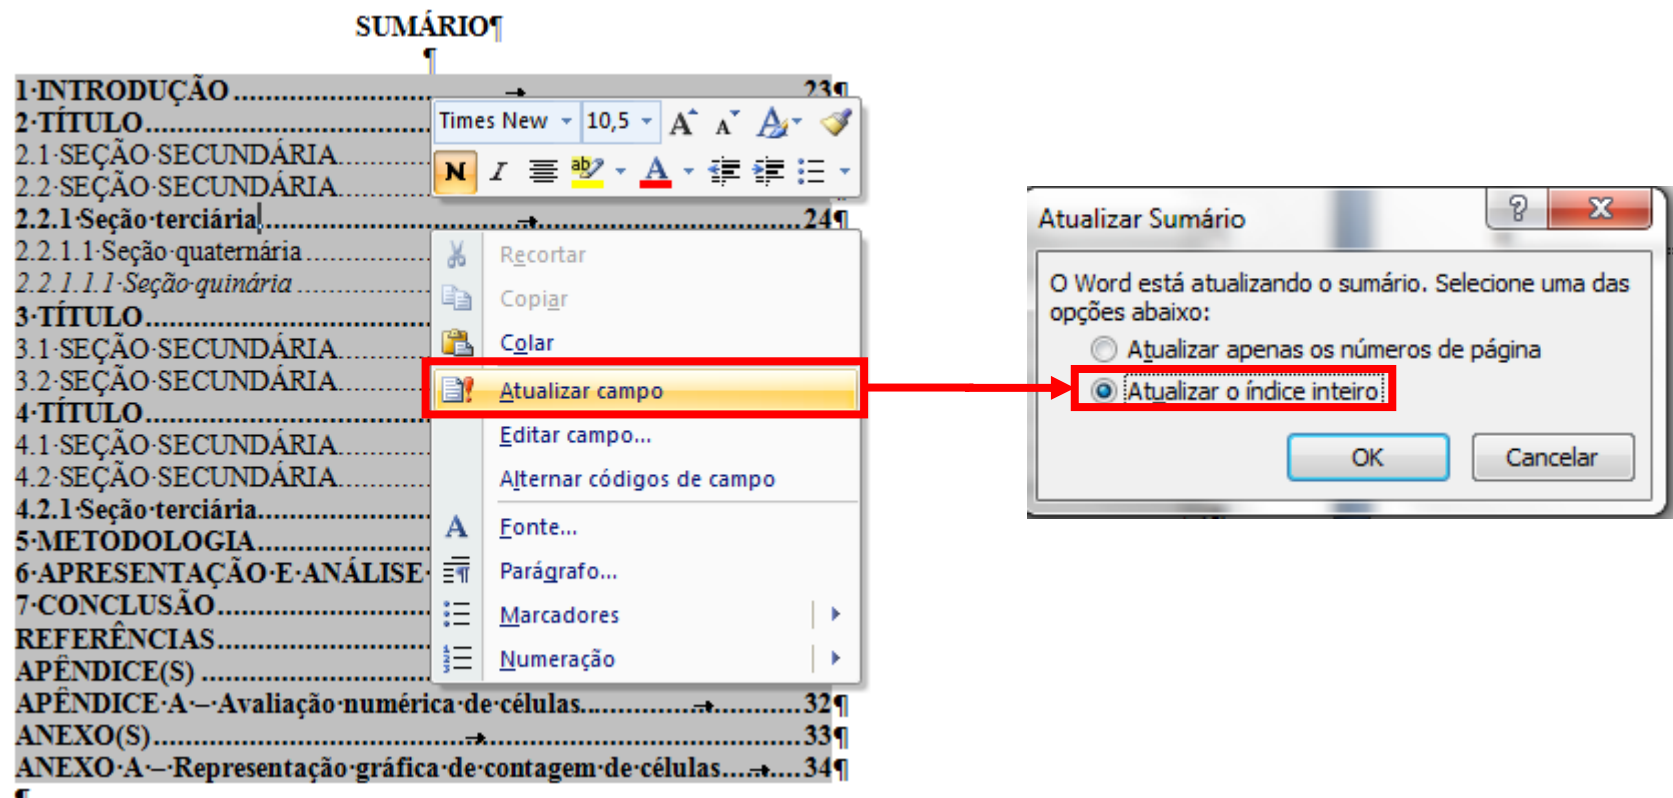 SUMÁRIO¶
¶
1·INTRODUÇÃO............................→............................23¶
2·TÍTULO
2.1·SEÇÃO·SECUNDÁRIA
2.2·SEÇÃO·SECUNDÁRIA
2.2.1·Seção·terciária............................→............................24¶
2.2.1.1·Seção·quaternária
2.2.1.1.1·Seção·quinária
3·TÍTULO
3.1·SEÇÃO·SECUNDÁRIA
3.2·SEÇÃO·SECUNDÁRIA
4·TÍTULO
4.1·SEÇÃO·SECUNDÁRIA
4.2·SEÇÃO·SECUNDÁRIA
4.2.1·Seção·terciária
5·METODOLOGIA
6·APRESENTAÇÃO·E·ANÁLISE·
7·CONCLUSÃO
REFERÊNCIAS
APÊNDICE(S)
APÊNDICE·A·–·Avaliação·numérica·de·células..............→...........32¶
ANEXO(S)............................→............................33¶
ANEXO·A·–·Representação·gráfica·de·contagem·de·células....→....34¶
¶
Times New 10,5 A A A
N I ab A
Recortar
Copiar
Colar
Atualizar campo
Editar campo...
Alternar códigos de campo
A Fonte...
Parágrafo...
Marcadores
Numeração
Atualizar Sumário
O Word está atualizando o sumário. Selecione uma das
opções abaixo:
Atualizar apenas os números de página
Atualizar o índice inteiro
OK Cancelar